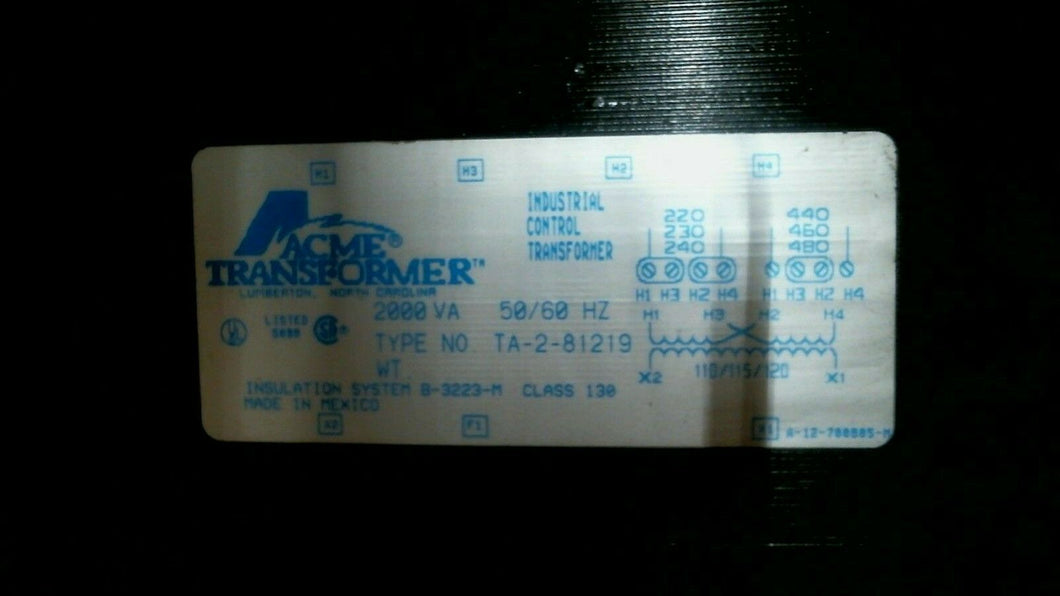 H1 H3 H2 H4
ACME®
TRANSFORMER™
LUMBERTON, NORTH CAROLINA
INDUSTRIAL
CONTROL
TRANSFORMER
220 440
230 460
240 480
H1 H3 H2 H4 H1 H3 H2 H4
H1 H3 H2 H4
2000 VA 50/60 HZ
UL LISTED
TYPE NO. TA-2-81219
WT.
X2 110/115/120 X1
INSULATION SYSTEM B-3223-M CLASS 130
MADE IN MEXICO
X2 F1 X1